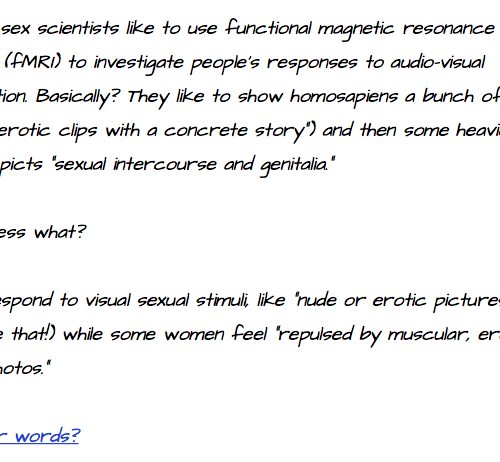 sex scientists like to use functional magnetic resonance
(fMRI) to investigate people's responses to audio-visual
tion. Basically? They like to show homosapiens a bunch of
erotic clips with a concrete story") and then some heavi
picts "sexual intercourse and genitalia."
ess what?
espond to visual sexual stimuli, like "nude or erotic pictures
e that!) while some women feel "repulsed by muscular, er
hotos."
r words?